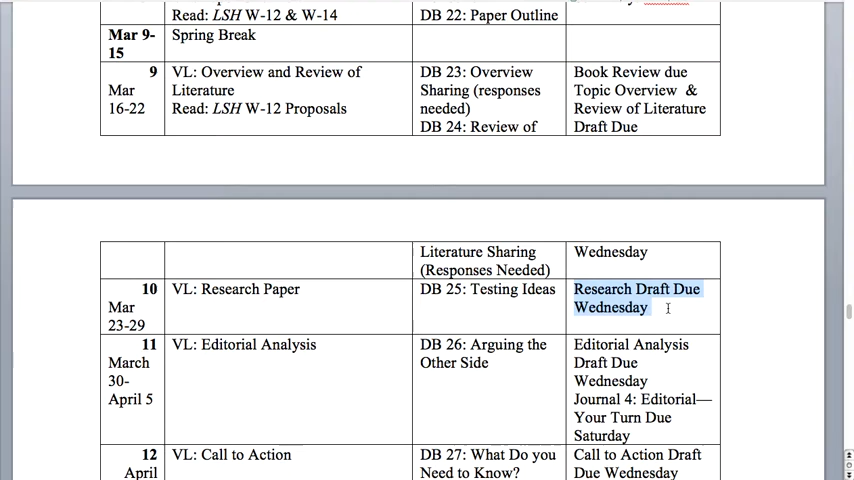 Read: LSH W-12 & W-14
DB 22: Paper Outline
Mar 9-
15
Spring Break
9
Mar
16-22
VL: Overview and Review of
Literature
Read: LSH W-12 Proposals
DB 23: Overview
Sharing (responses
needed)
DB 24: Review of
Book Review due
Topic Overview &
Review of Literature
Draft Due
Literature Sharing
(Responses Needed)
Wednesday
10
Mar
23-29
VL: Research Paper
DB 25: Testing Ideas
Research Draft Due
Wednesday
11
March
30-
April 5
VL: Editorial Analysis
DB 26: Arguing the
Other Side
Editorial Analysis
Draft Due
Wednesday
Journal 4: Editorial—
Your Turn Due
Saturday
12
April
VL: Call to Action
DB 27: What Do you
Need to Know?
Call to Action Draft
Due Wednesday